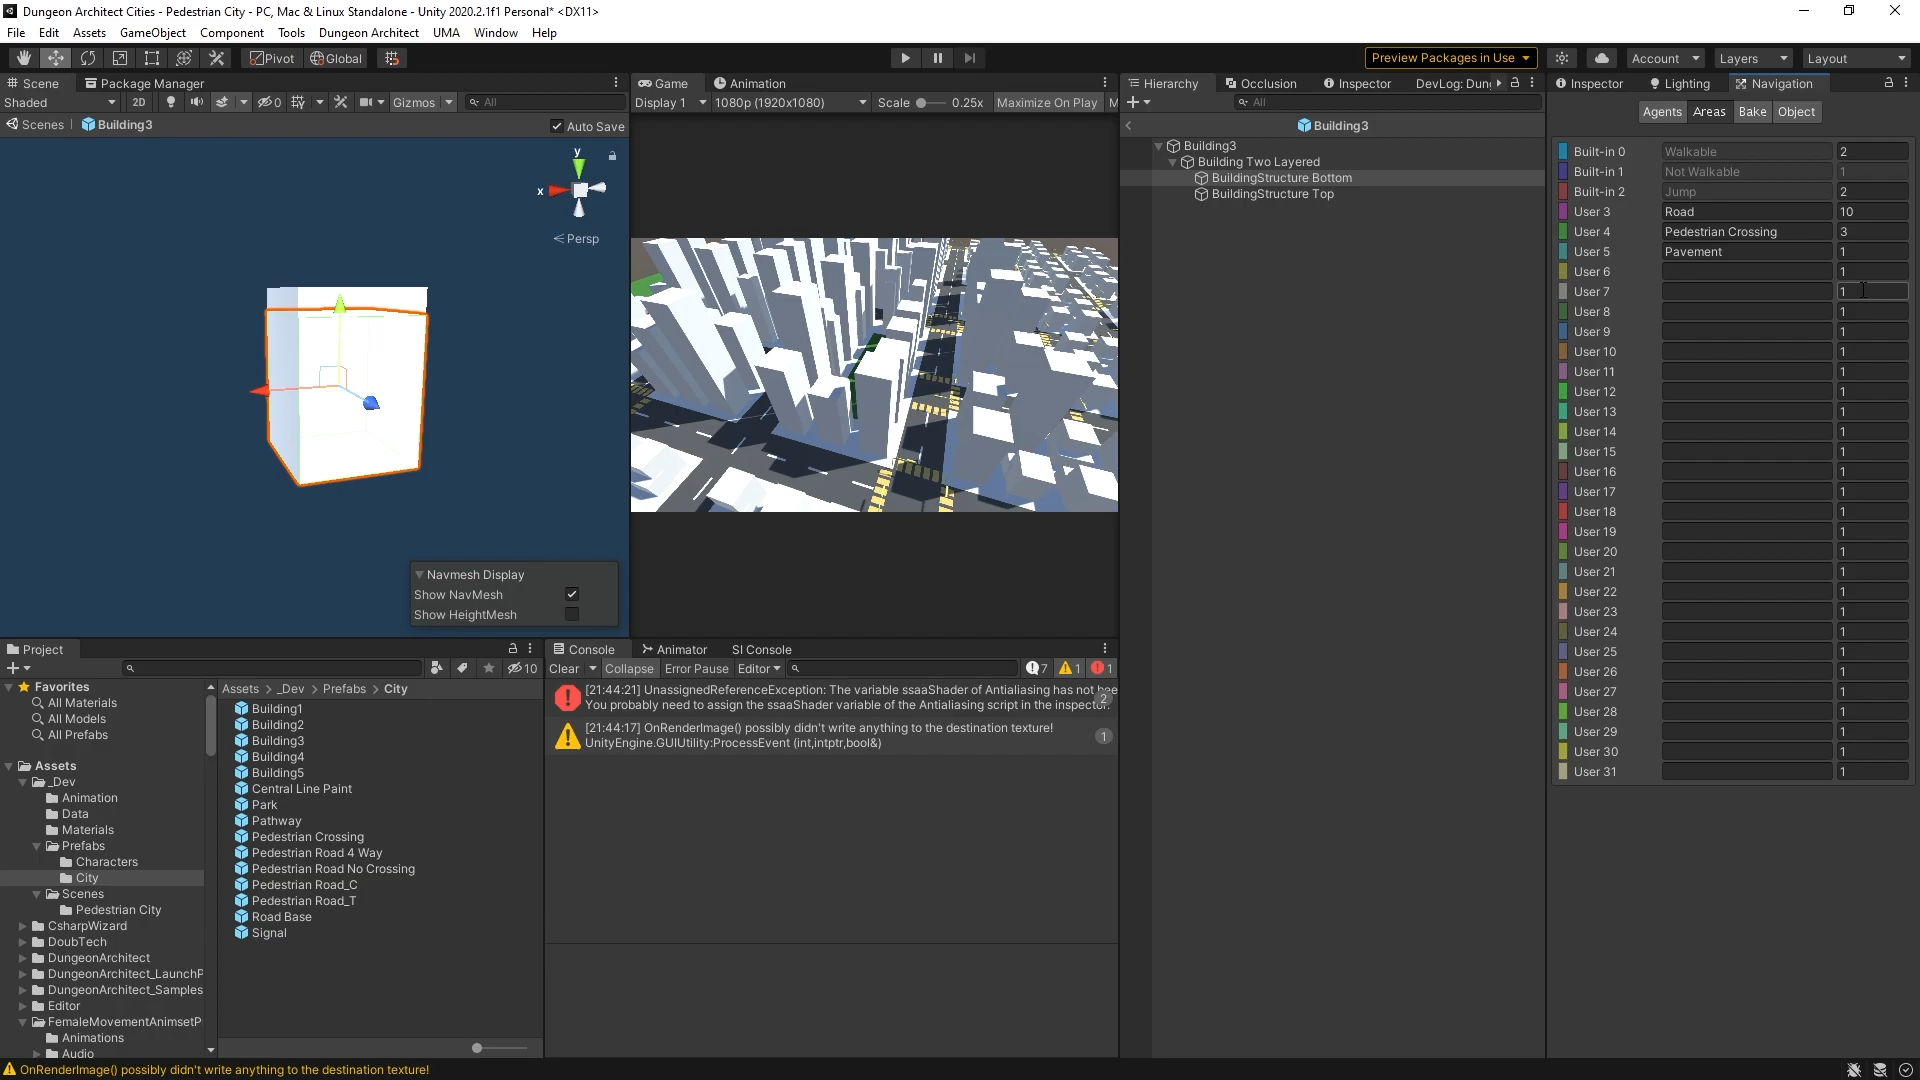 Dungeon Architect Cities - Pedestrian City - PC, Mac & Linux Standalone - Unity 2020.2.1f1 Personal* <DX11>
File Edit Assets GameObject Component Tools Dungeon Architect UMA Window Help
Pivot Global Preview Packages in Use Account Layers Layout
Scene Package Manager
Shaded 2D 0 Gizmos All
Scenes Building3 Auto Save
y
x
Persp
Navmesh Display
Show NavMesh
Show HeightMesh
Game Animation
Display 1 1080p (1920x1080) Scale 0.25x Maximize On Play M
Hierarchy Occlusion Inspector DevLog: Dun
All
Building3
Building3
Building Two Layered
BuildingStructure Bottom
BuildingStructure Top
Inspector Lighting Navigation
Agents Areas Bake Object
Built-in 0 Walkable 2
Built-in 1 Not Walkable 1
Built-in 2 Jump 2
User 3 Road 10
User 4 Pedestrian Crossing 3
User 5 Pavement 1
User 6 1
User 7 1
User 8 1
User 9 1
User 10 1
User 11 1
User 12 1
User 13 1
User 14 1
User 15 1
User 16 1
User 17 1
User 18 1
User 19 1
User 20 1
User 21 1
User 22 1
User 23 1
User 24 1
User 25 1
User 26 1
User 27 1
User 28 1
User 29 1
User 30 1
User 31 1
Project
10
Favorites
All Materials
All Models
All Prefabs
Assets
_Dev
Animation
Data
Materials
Prefabs
Characters
City
Scenes
Pedestrian City
CsharpWizard
DoubTech
DungeonArchitect
DungeonArchitect_LaunchP
DungeonArchitect_Samples
Editor
FemaleMovementAnimsetP
Animations
Audio
Assets > _Dev > Prefabs > City
Building1
Building2
Building3
Building4
Building5
Central Line Paint
Park
Pathway
Pedestrian Crossing
Pedestrian Road 4 Way
Pedestrian Road No Crossing
Pedestrian Road_C
Pedestrian Road_T
Road Base
Signal
Console Animator SI Console
Clear Collapse Error Pause Editor 7 1 1
[21:44:21] UnassignedReferenceException: The variable ssaaShader of Antialiasing has not bee
You probably need to assign the ssaaShader variable of the Antialiasing script in the inspector.
2
[21:44:17] OnRenderImage() possibly didn't write anything to the destination texture!
UnityEngine.GUIUtility:ProcessEvent (int,intptr,bool&)
1
OnRenderImage() possibly didn't write anything to the destination texture!